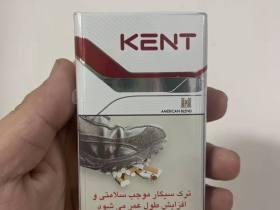 KENT
AMERICAN BLEND
ترک سیگار موجب سلامتی و
افزایش طول عمر می شود